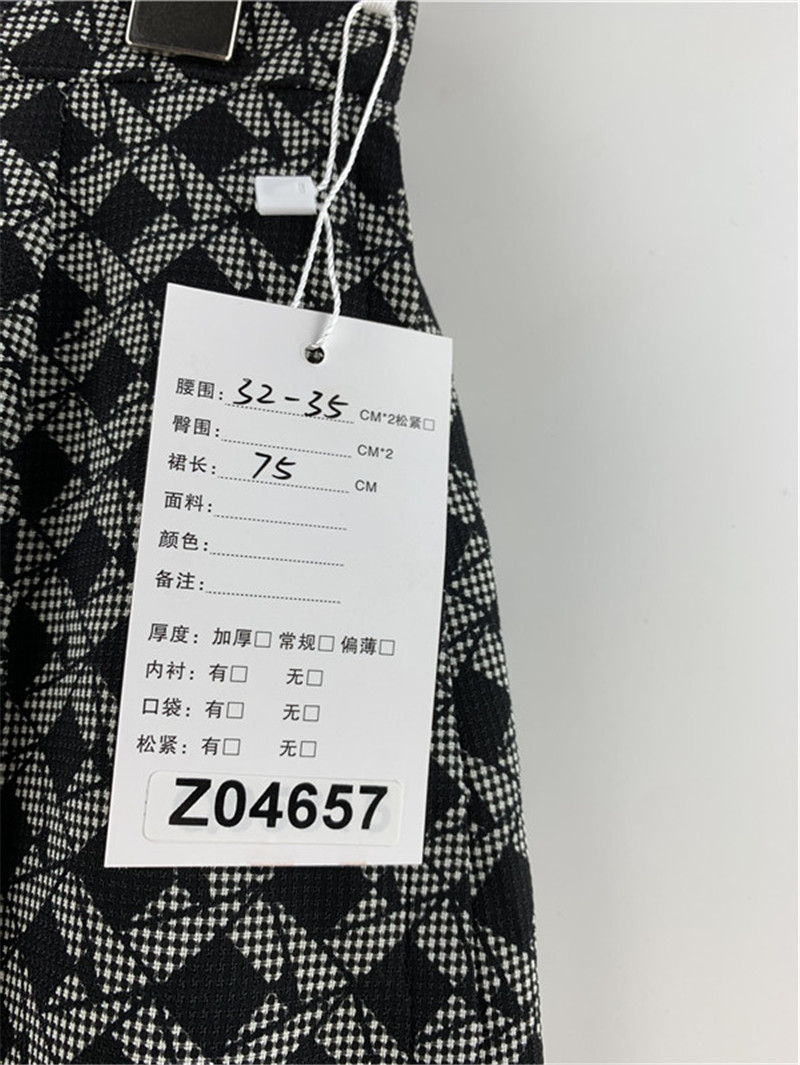 腰围: 32-35 CM*2松紧□
臀围: CM*2
裙长: 75 CM
面料:
颜色:
备注:
厚度: 加厚□ 常规□ 偏薄□
内衬: 有□ 无□
口袋: 有□ 无□
松紧: 有□ 无□
Z04657